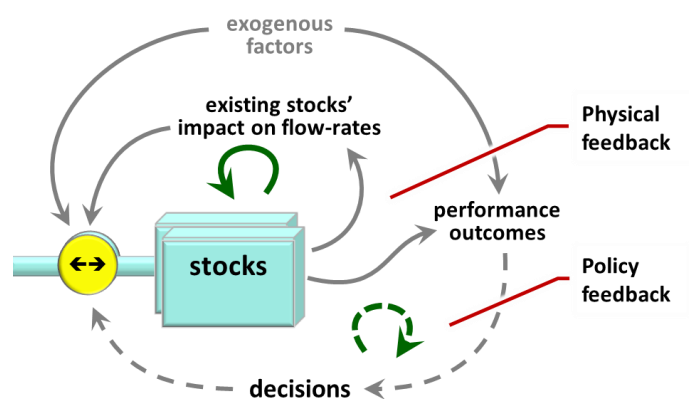 exogenous
factors
existing stocks'
impact on flow-rates
Physical
feedback
performance
outcomes
stocks
Policy
feedback
decisions